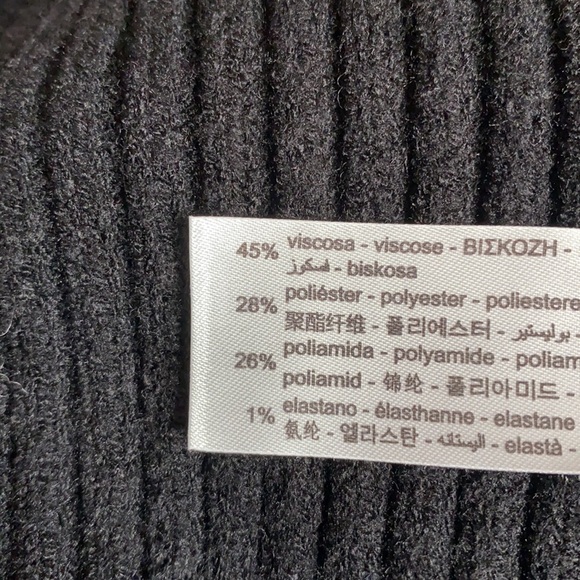 45% viscosa - viscose - ΒΙΣΚΟΖΗ -
فسكوز - biskosa
28% poliéster - polyester - poliestere
聚酯纤维 - 폴리에스터 - بوليستير -
26% poliamida - polyamide - poliam
poliamid - 锦纶 - 폴리아미드 -
1% elastano - élasthanne - elastane
氨纶 - 엘라스탄 - اليستانه - elastà -